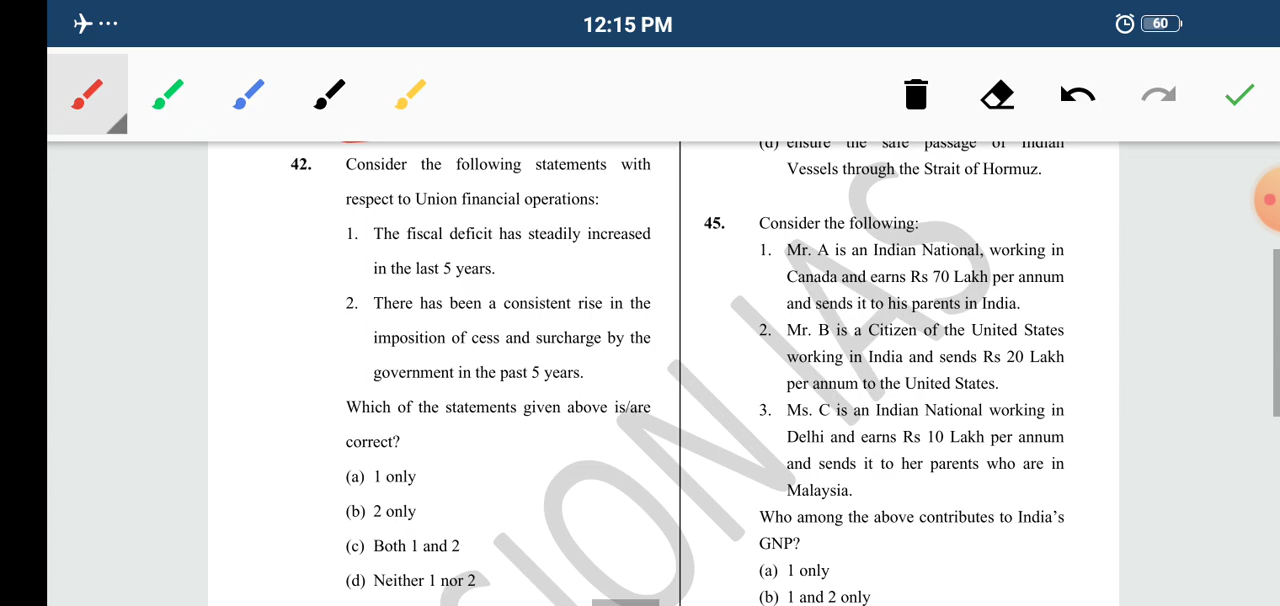 12:15 PM
60
42. Consider the following statements with
respect to Union financial operations:
1. The fiscal deficit has steadily increased
in the last 5 years.
2. There has been a consistent rise in the
imposition of cess and surcharge by the
government in the past 5 years.
Which of the statements given above is/are
correct?
(a) 1 only
(b) 2 only
(c) Both 1 and 2
(d) Neither 1 nor 2
(d) ensure the safe passage of Indian
Vessels through the Strait of Hormuz.
45. Consider the following:
1. Mr. A is an Indian National, working in
Canada and earns Rs 70 Lakh per annum
and sends it to his parents in India.
2. Mr. B is a Citizen of the United States
working in India and sends Rs 20 Lakh
per annum to the United States.
3. Ms. C is an Indian National working in
Delhi and earns Rs 10 Lakh per annum
and sends it to her parents who are in
Malaysia.
Who among the above contributes to India’s
GNP?
(a) 1 only
(b) 1 and 2 only
SION IAS